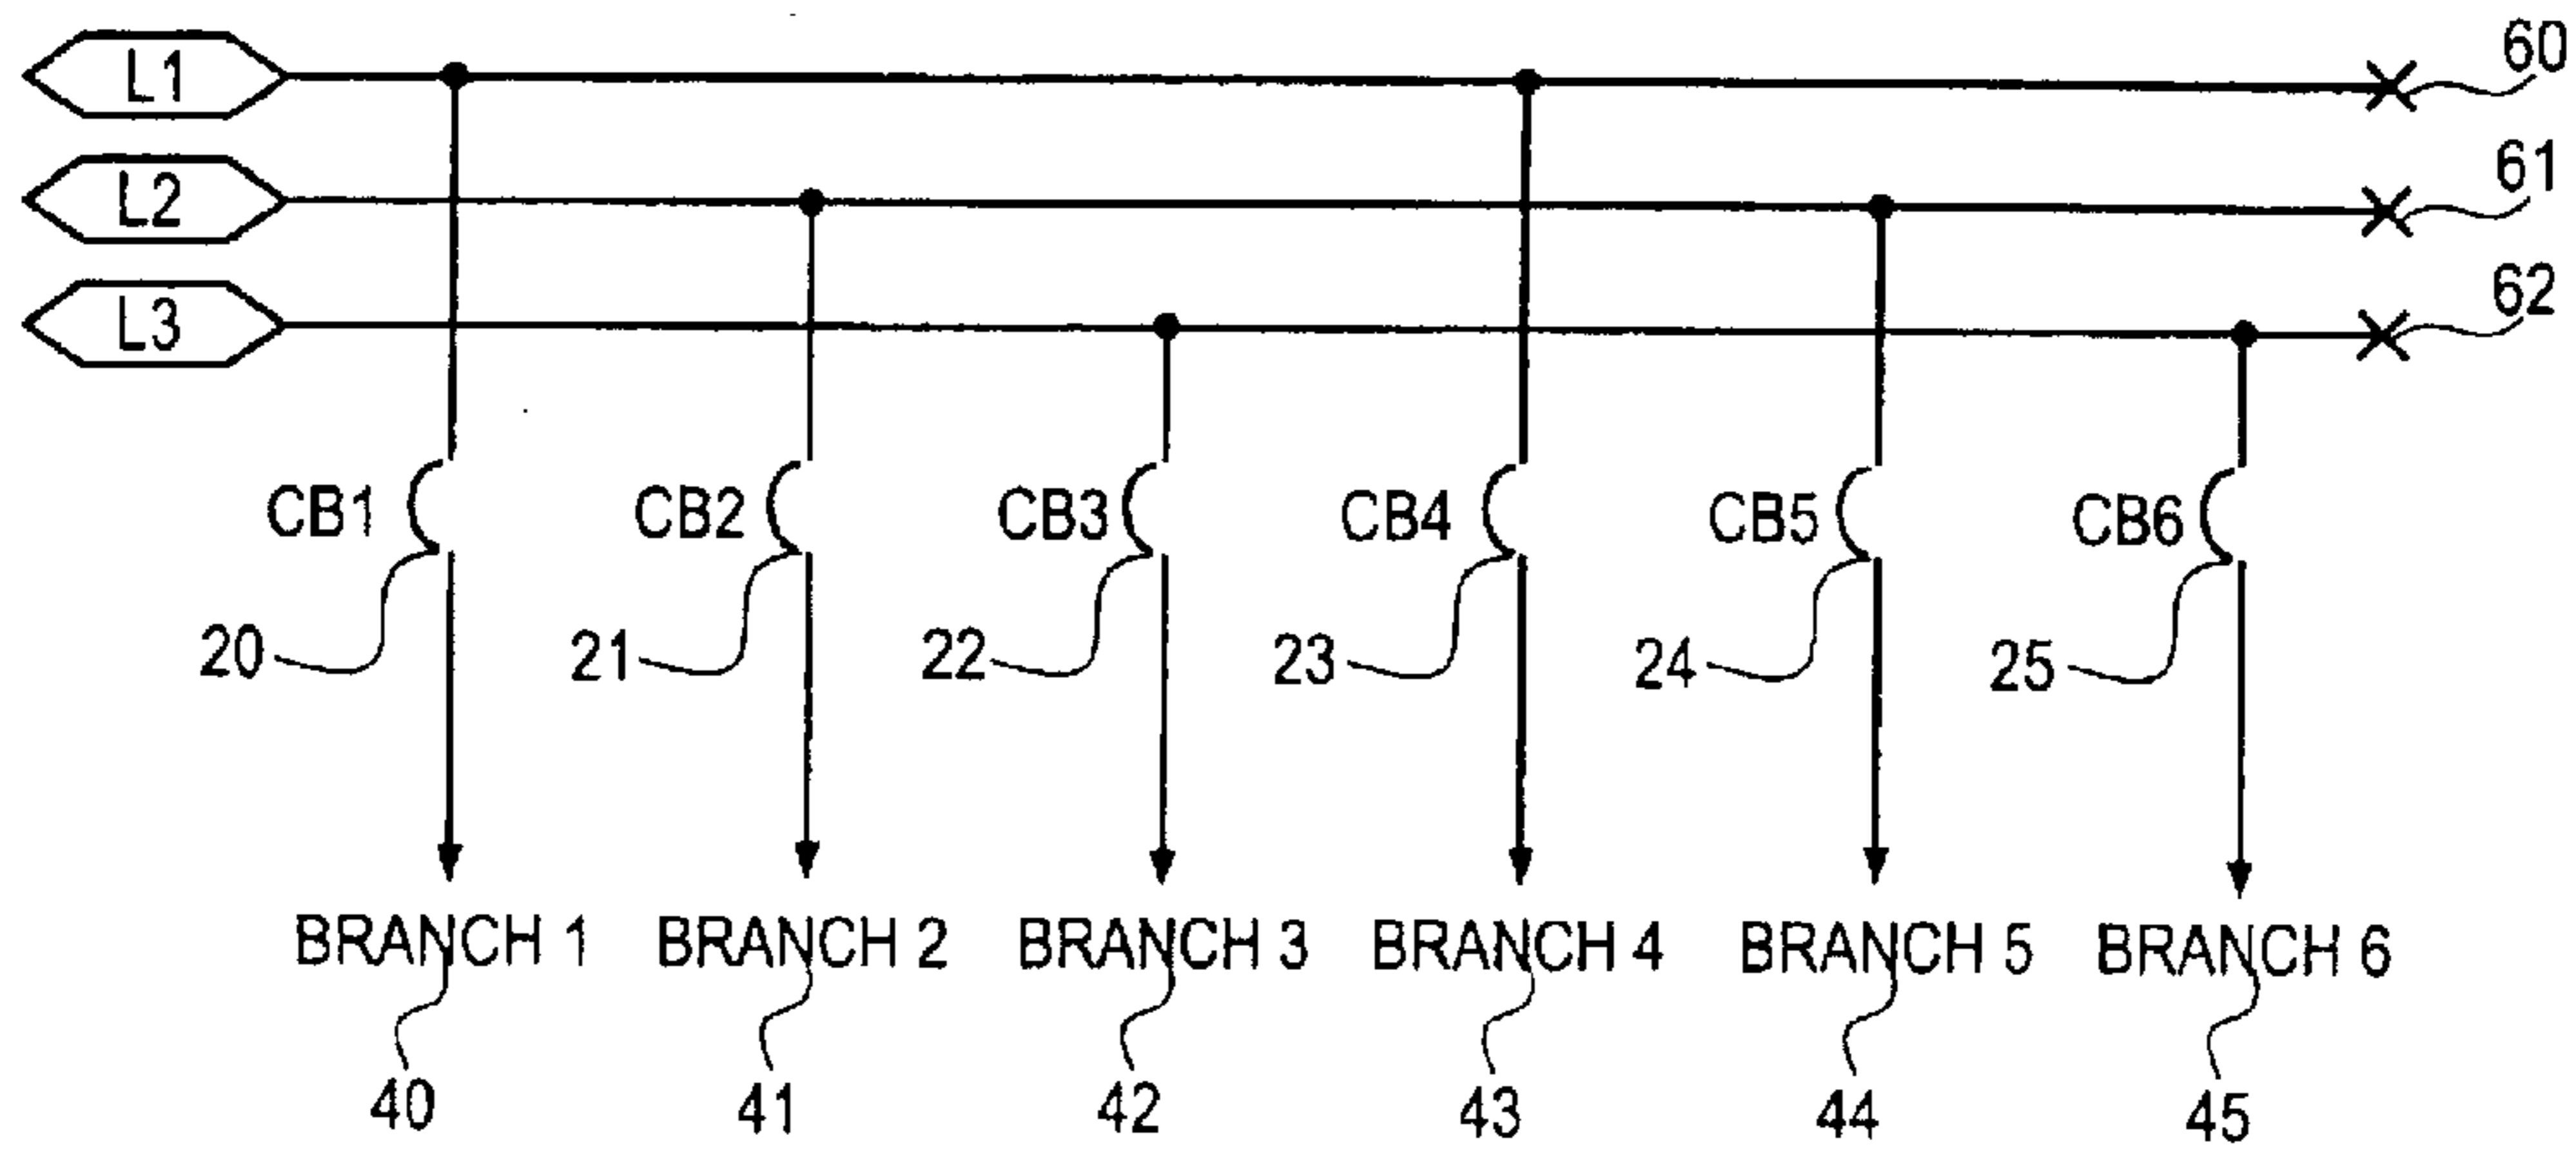 L1
60
L2
61
L3
62
CB1 CB2 CB3 CB4 CB5 CB6
20 21 22 23 24 25
BRANCH 1 BRANCH 2 BRANCH 3 BRANCH 4 BRANCH 5 BRANCH 6
40 41 42 43 44 45